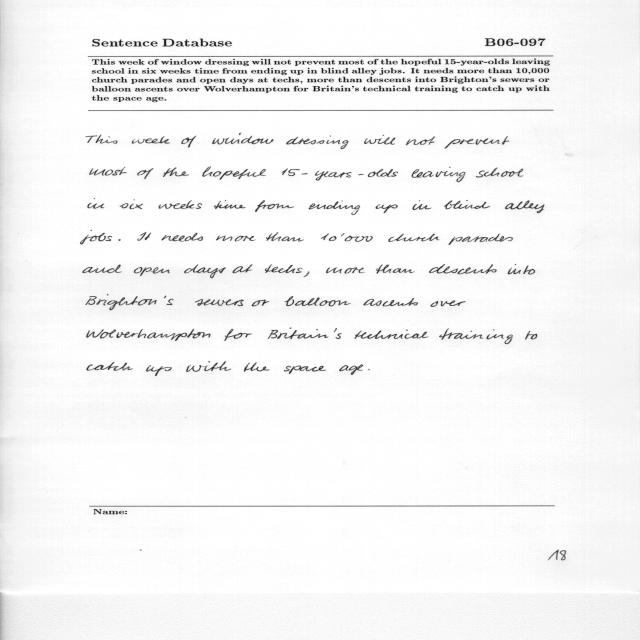 Sentence Database B06-097
This week of window dressing will not prevent most of the hopeful 15-year-olds leaving
school in six weeks time from ending up in blind alley jobs. It needs more than 10,000
church parades and open days at techs, more than descents into Brighton's sewers or
balloon ascents over Wolverhampton for Britain's technical training to catch up with
the space age.
This week of window dressing will not prevent
most of the hopeful 15-years-olds leaving school
in six weeks time from ending up in blind alley
jobs. It needs more than 10'000 church parades
and open days at techs, more than descents into
Brighton's sewers or balloon ascents over
Wolverhampton for Britain's technical training to
catch up with the space age.
Name:
18